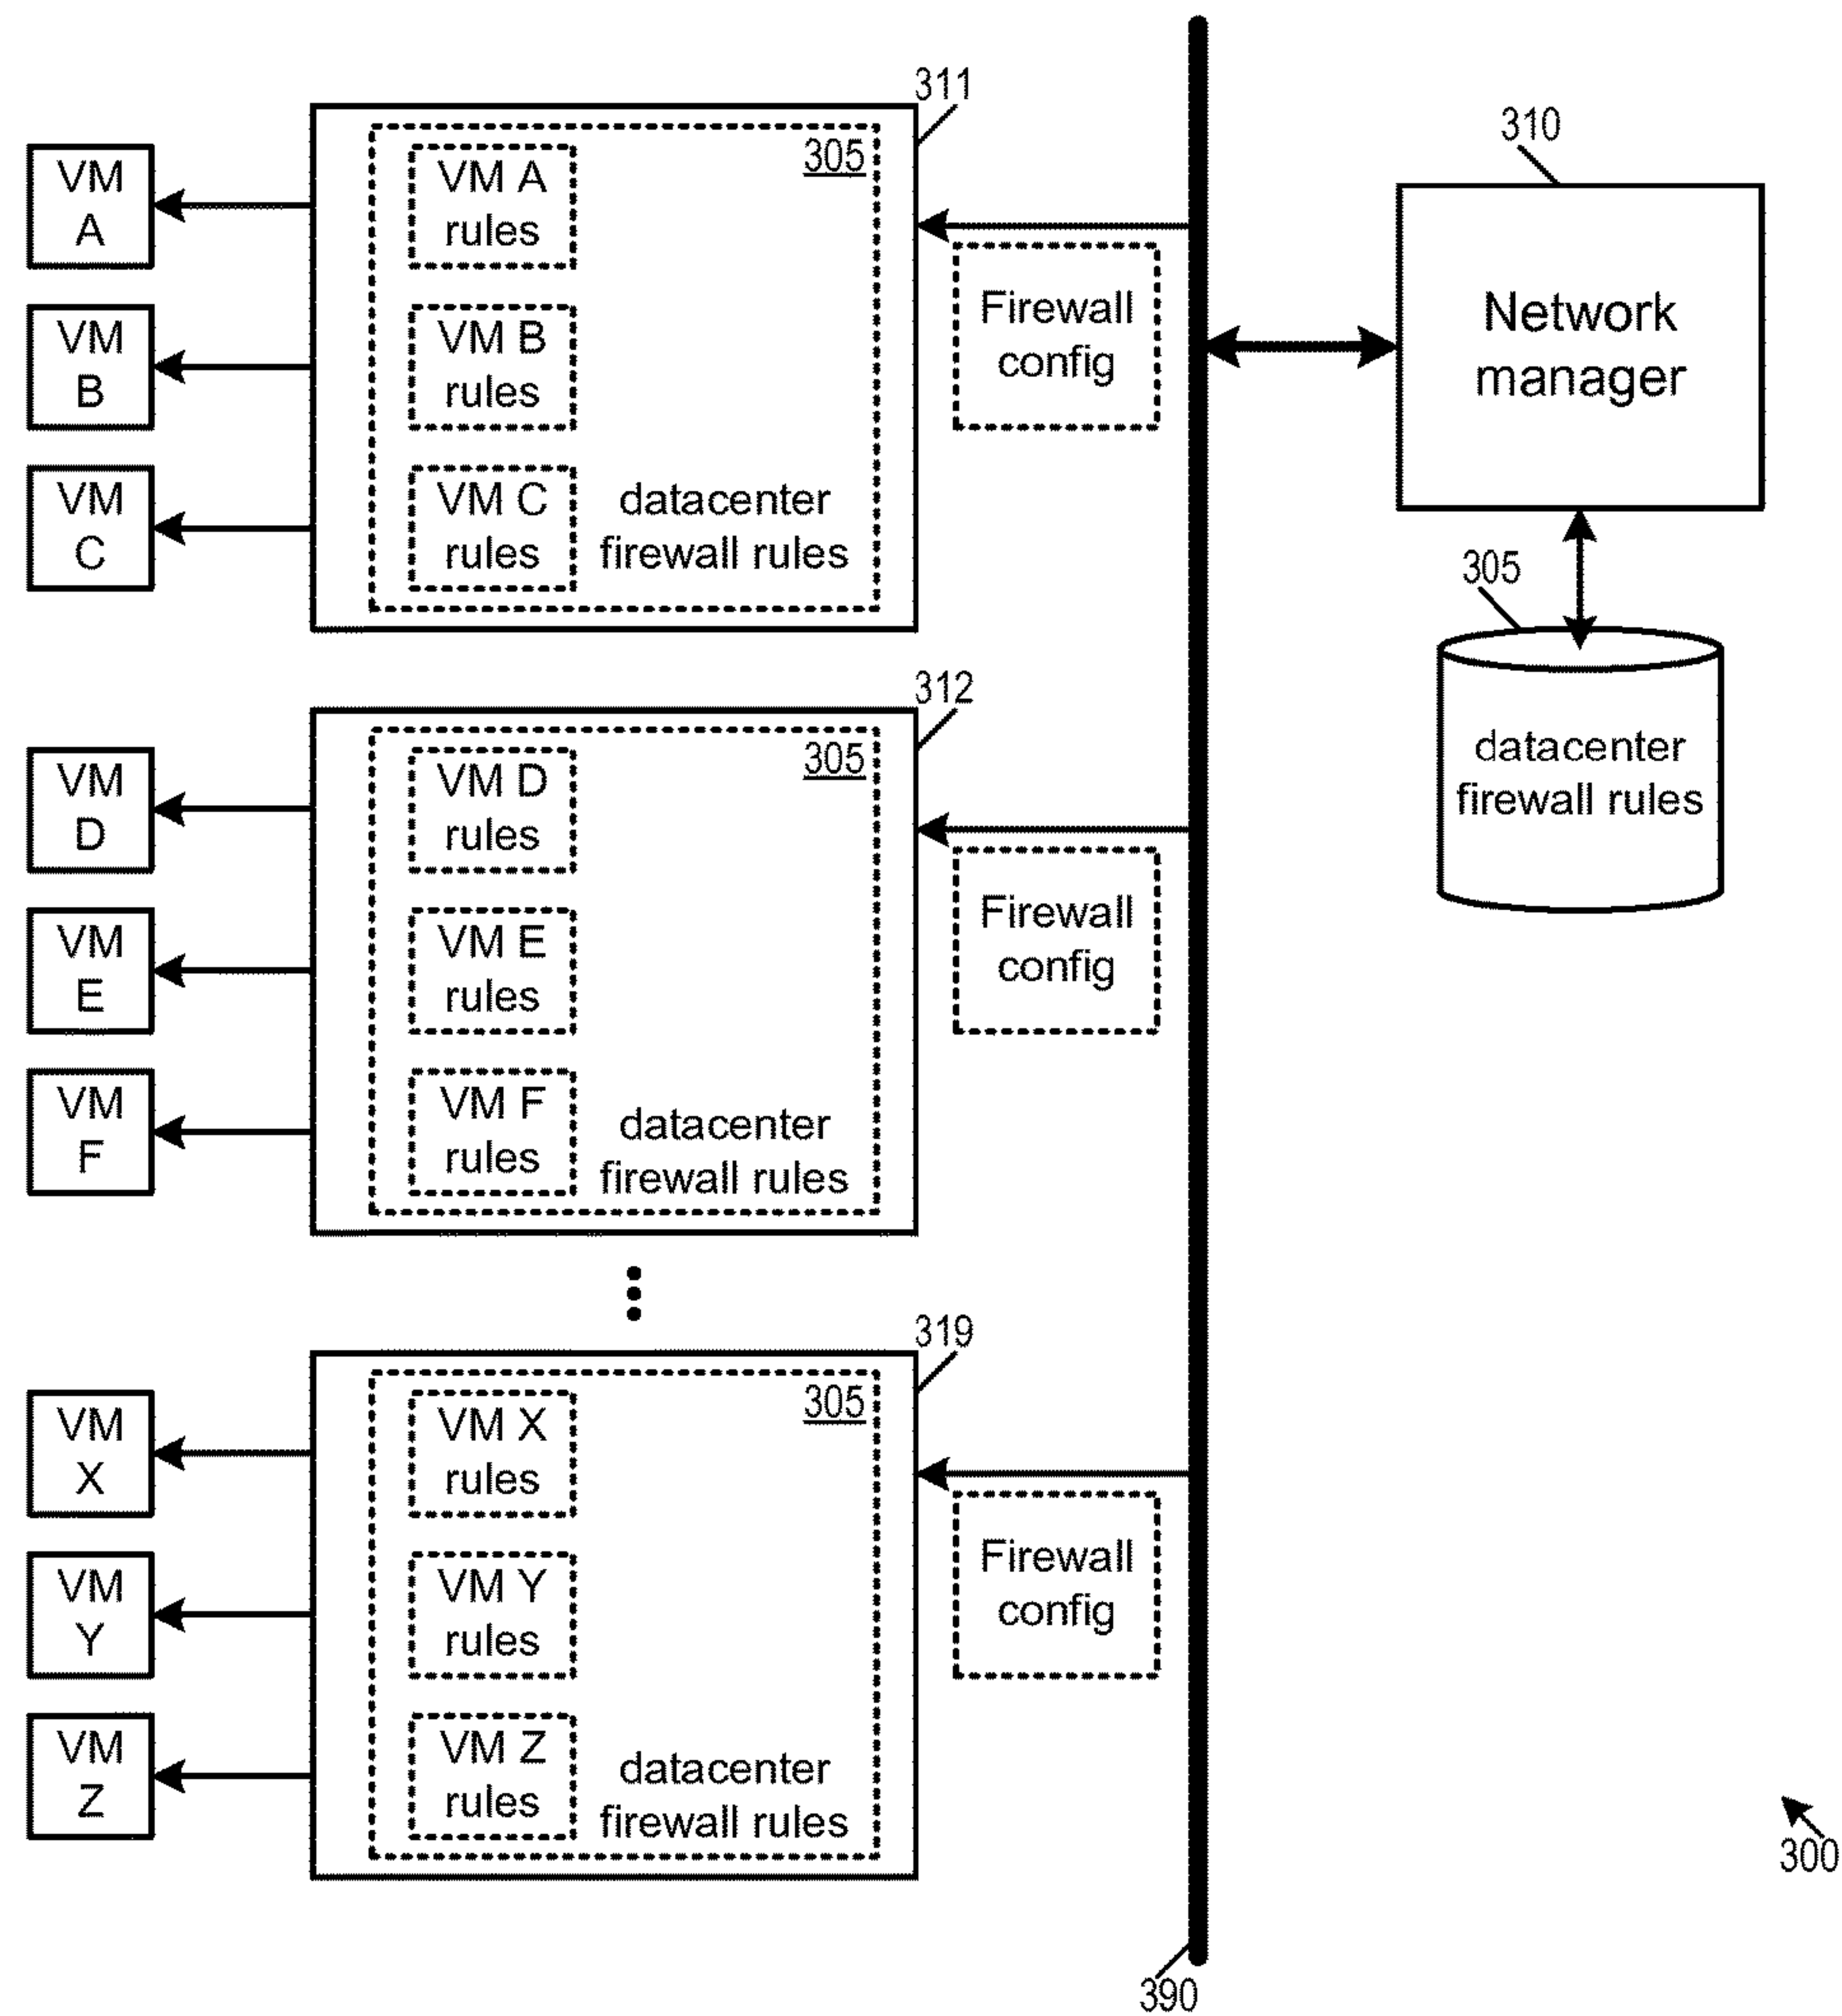 311
305
VM
A
VM A
rules
VM
B
VM B
rules
VM
C
VM C
rules
datacenter
firewall rules
Firewall
config
310
Network
manager
305
datacenter
firewall rules
312
305
VM
D
VM D
rules
VM
E
VM E
rules
VM
F
VM F
rules
datacenter
firewall rules
Firewall
config
319
305
VM
X
VM X
rules
VM
Y
VM Y
rules
VM
Z
VM Z
rules
datacenter
firewall rules
Firewall
config
300
390